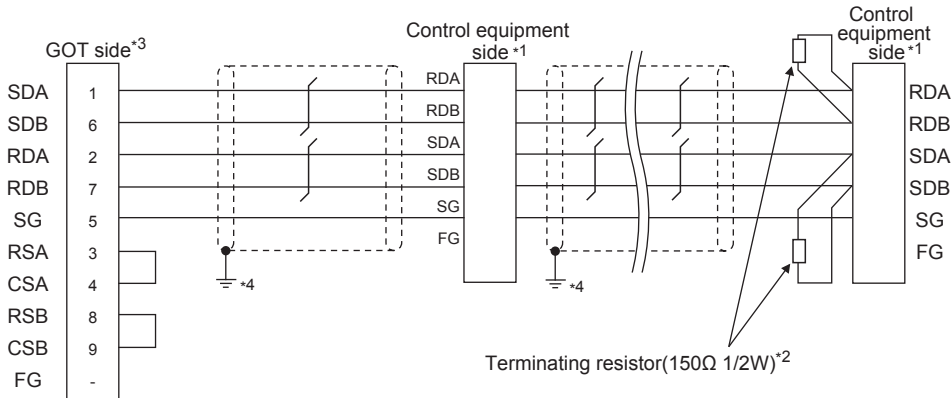 GOT side*3
Control equipment
side *1
Control
equipment
side*1
SDA 1 RDA RDA
SDB 6 RDB RDB
RDA 2 SDA SDA
RDB 7 SDB SDB
SG 5 SG SG
RSA 3 FG FG
CSA 4 *4 *4
RSB 8
CSB 9
FG -
Terminating resistor(150Ω 1/2W)*2